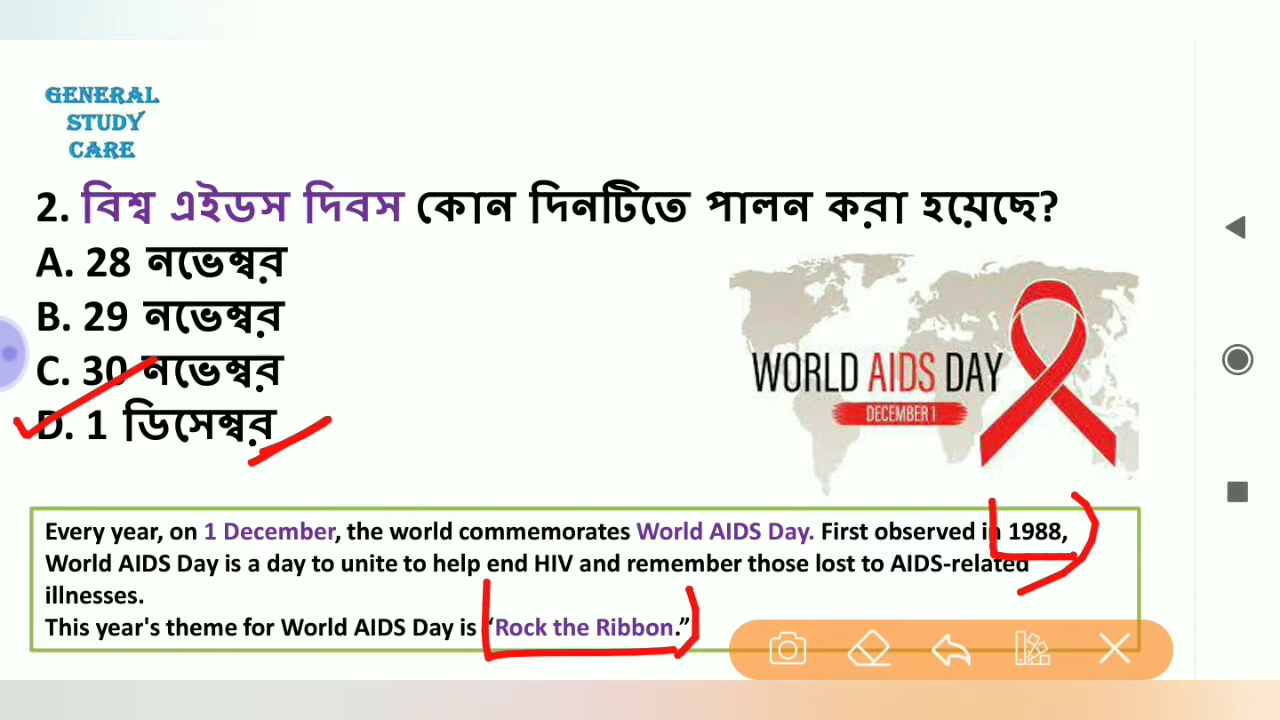 GENERAL
STUDY
CARE
2. বিশ্ব এইডস দিবস কোন দিনটিতে পালন করা হয়েছে?
A. 28 নভেম্বর
B. 29 নভেম্বর
C. 30 নভেম্বর
D. 1 ডিসেম্বর
WORLD AIDS DAY
DECEMBER 1
Every year, on 1 December, the world commemorates World AIDS Day. First observed in 1988,
World AIDS Day is a day to unite to help end HIV and remember those lost to AIDS-related
illnesses.
This year's theme for World AIDS Day is “Rock the Ribbon.”